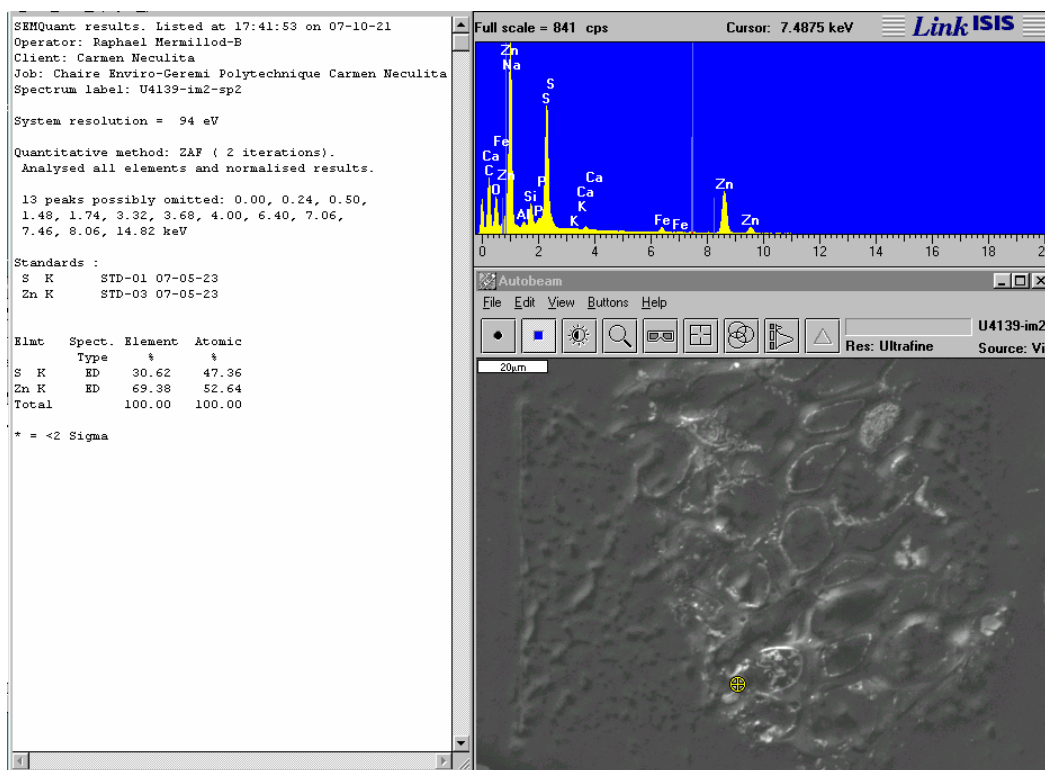 SEMQuant results. Listed at 17:41:53 on 07-10-21
Operator: Raphael Mermillod-B
Client: Carmen Neculita
Job: Chaire Enviro-Geremi Polytechnique Carmen Neculita
Spectrum label: U4139-im2-sp2
System resolution = 94 eV
Quantitative method: ZAF ( 2 iterations).
Analysed all elements and normalised results.
13 peaks possibly omitted: 0.00, 0.24, 0.50,
1.48, 1.74, 3.32, 3.68, 4.00, 6.40, 7.06,
7.46, 8.06, 14.82 keV
Standards :
S K STD-01 07-05-23
Zn K STD-03 07-05-23
Elmt Spect. Element Atomic
Type % %
S K ED 30.62 47.36
Zn K ED 69.38 52.64
Total 100.00 100.00
* = <2 Sigma
Full scale = 841 cps Cursor: 7.4875 keV Link ISIS
Zn
Na
S
S
Fe
Ca
C
Zn
O
Al
Si
P
P
K
Ca
Ca
K
Fe
Fe
Zn
Zn
0 2 4 6 8 10 12 14 16 18 2
Autobeam
File Edit View Buttons Help
U4139-im2
Res: Ultrafine Source: Vi
20µm